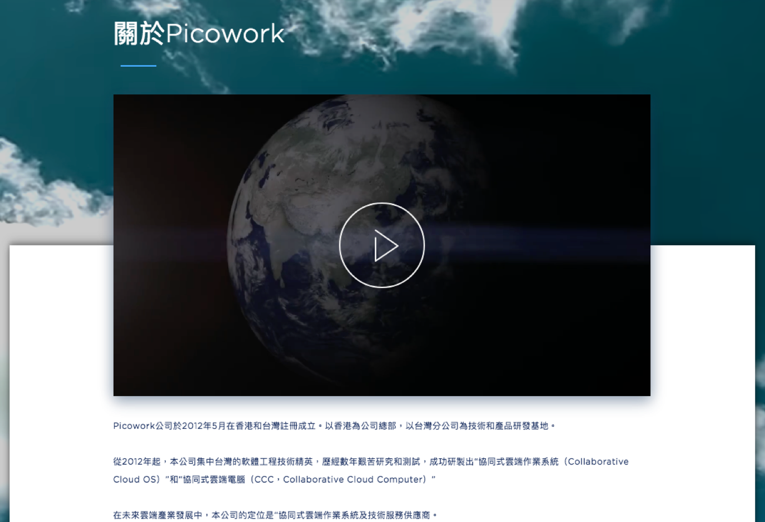 關於Picowork
Picowork公司於2012年5月在香港和台灣註冊成立。以香港為公司總部，以台灣分公司為技術和產品研發基地。
從2012年起，本公司集中台灣的軟體工程技術精英，歷經數年艱苦研究和測試，成功研製出"協同式雲端作業系統（Collaborative
Cloud OS）"和"協同式雲端電腦（CCC，Collaborative Cloud Computer）"
在未來雲端產業發展中，本公司的定位是"協同式雲端作業系統及技術服務供應商。